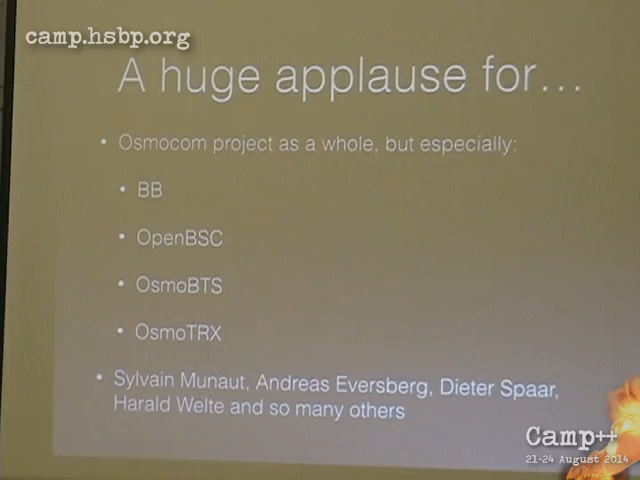 camp.hsbp.org
A huge applause for...
• Osmocom project as a whole, but especially:
• BB
• OpenBSC
• OsmoBTS
• OsmoTRX
• Sylvain Munaut, Andreas Eversberg, Dieter Spaar,
Harald Welte and so many others
Camp++
21-24 August 2014